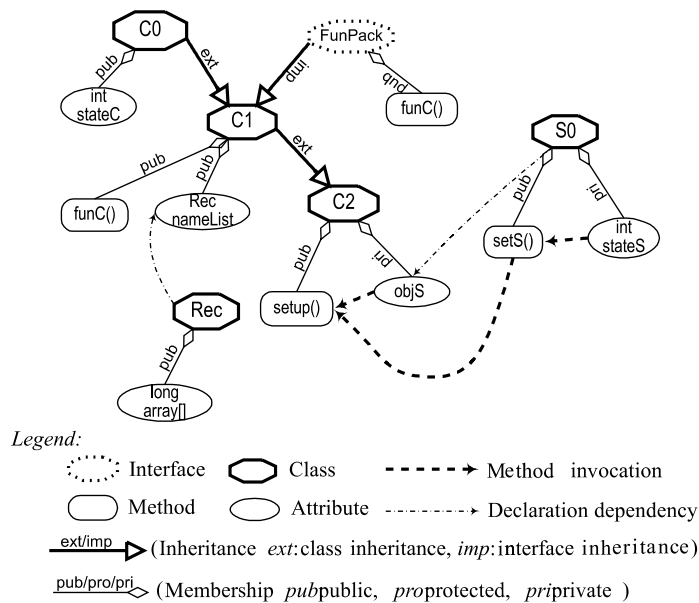 C0
FunPack
pub
ext
imp
pub
int
stateC
funC()
C1
S0
pub
pub
ext
pub
pri
funC()
Rec
nameList
C2
setS()
int
stateS
pub
pri
setup()
objS
Rec
pub
long
array[]
Legend:
Interface
Class
Method invocation
Method
Attribute
Declaration dependency
ext/imp
(Inheritance ext:class inheritance, imp:interface inheritance)
pub/pro/pri
(Membership pubpublic, proprotected, priprivate )